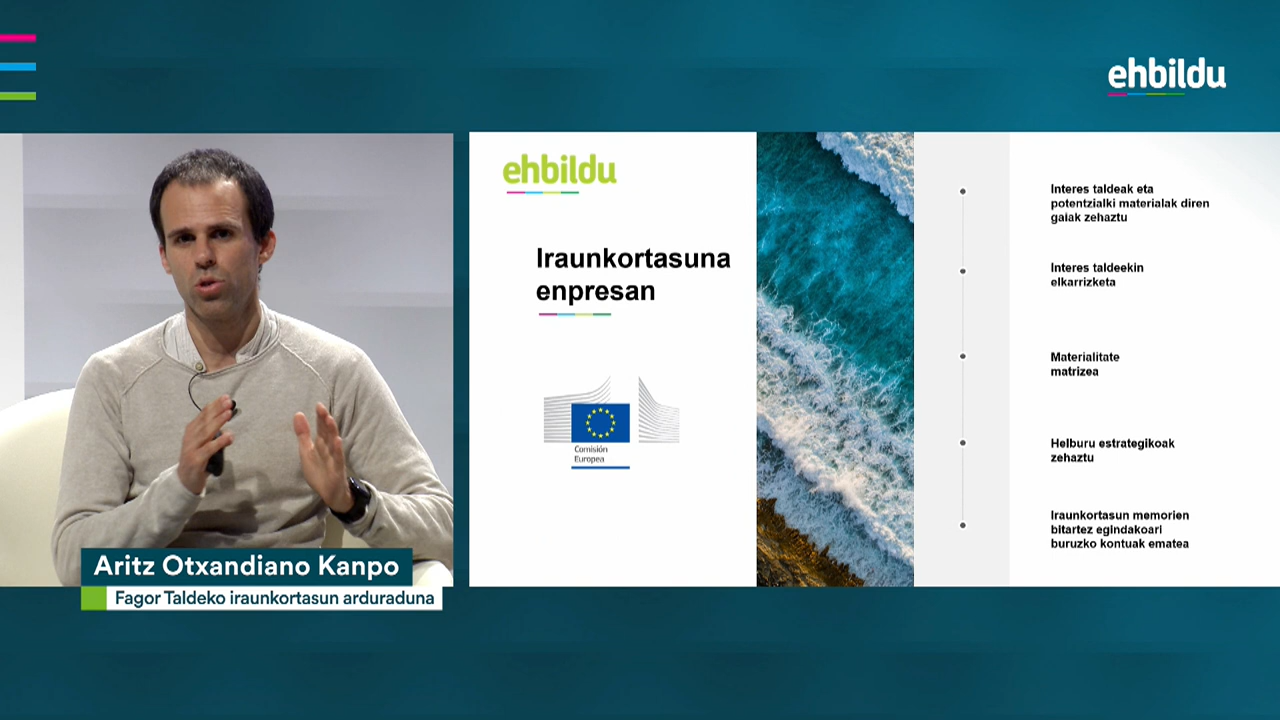 ehbildu
ehbildu
Iraunkortasuna
enpresan
Comisión
Europea
Interes taldeak eta
potentzialki materialak diren
gaiak zehaztu
Interes taldeekin
elkarrizketa
Materialitate
matrizea
Helburu estrategikoak
zehaztu
Iraunkortasun memorien
bitartez egindakoari
buruzko kontuak ematea
Aritz Otxandiano Kanpo
Fagor Taldeko iraunkortasun arduraduna